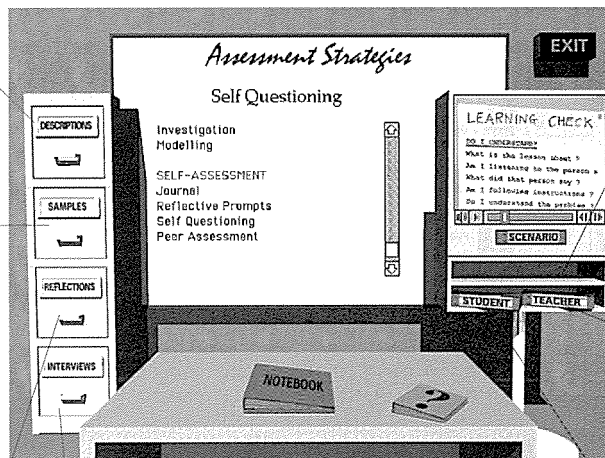 Assessment Strategies
EXIT
Self Questioning
Investigation
Modelling
SELF-ASSESSMENT
Journal
Reflective Prompts
Self Questioning
Peer Assessment
DESCRIPTIONS
SAMPLES
REFLECTIONS
INTERVIEWS
LEARNING CHECK
DO I UNDERSTAND?
What is the lesson about ?
Am I listening to the person s
What did that person say ?
Am I following instructions ?
Do I understand the problem ?
SCENARIO
STUDENT
TEACHER
NOTEBOOK
?